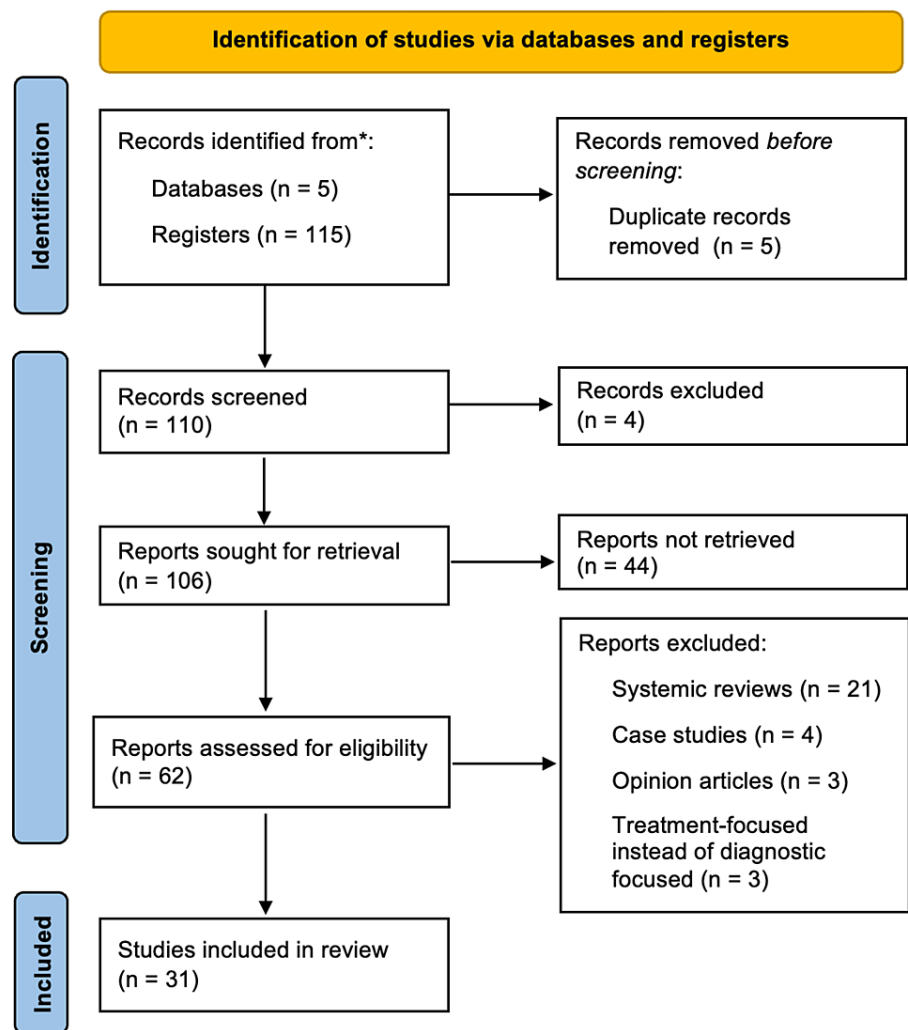 Identification of studies via databases and registers
Identification
Records identified from*:
Databases (n = 5)
Registers (n = 115)
Records removed before
screening:
Duplicate records
removed (n = 5)
Screening
Records screened
(n = 110)
Records excluded
(n = 4)
Reports sought for retrieval
(n = 106)
Reports not retrieved
(n = 44)
Reports assessed for eligibility
(n = 62)
Reports excluded:
Systemic reviews (n = 21)
Case studies (n = 4)
Opinion articles (n = 3)
Treatment-focused
instead of diagnostic
focused (n = 3)
Included
Studies included in review
(n = 31)